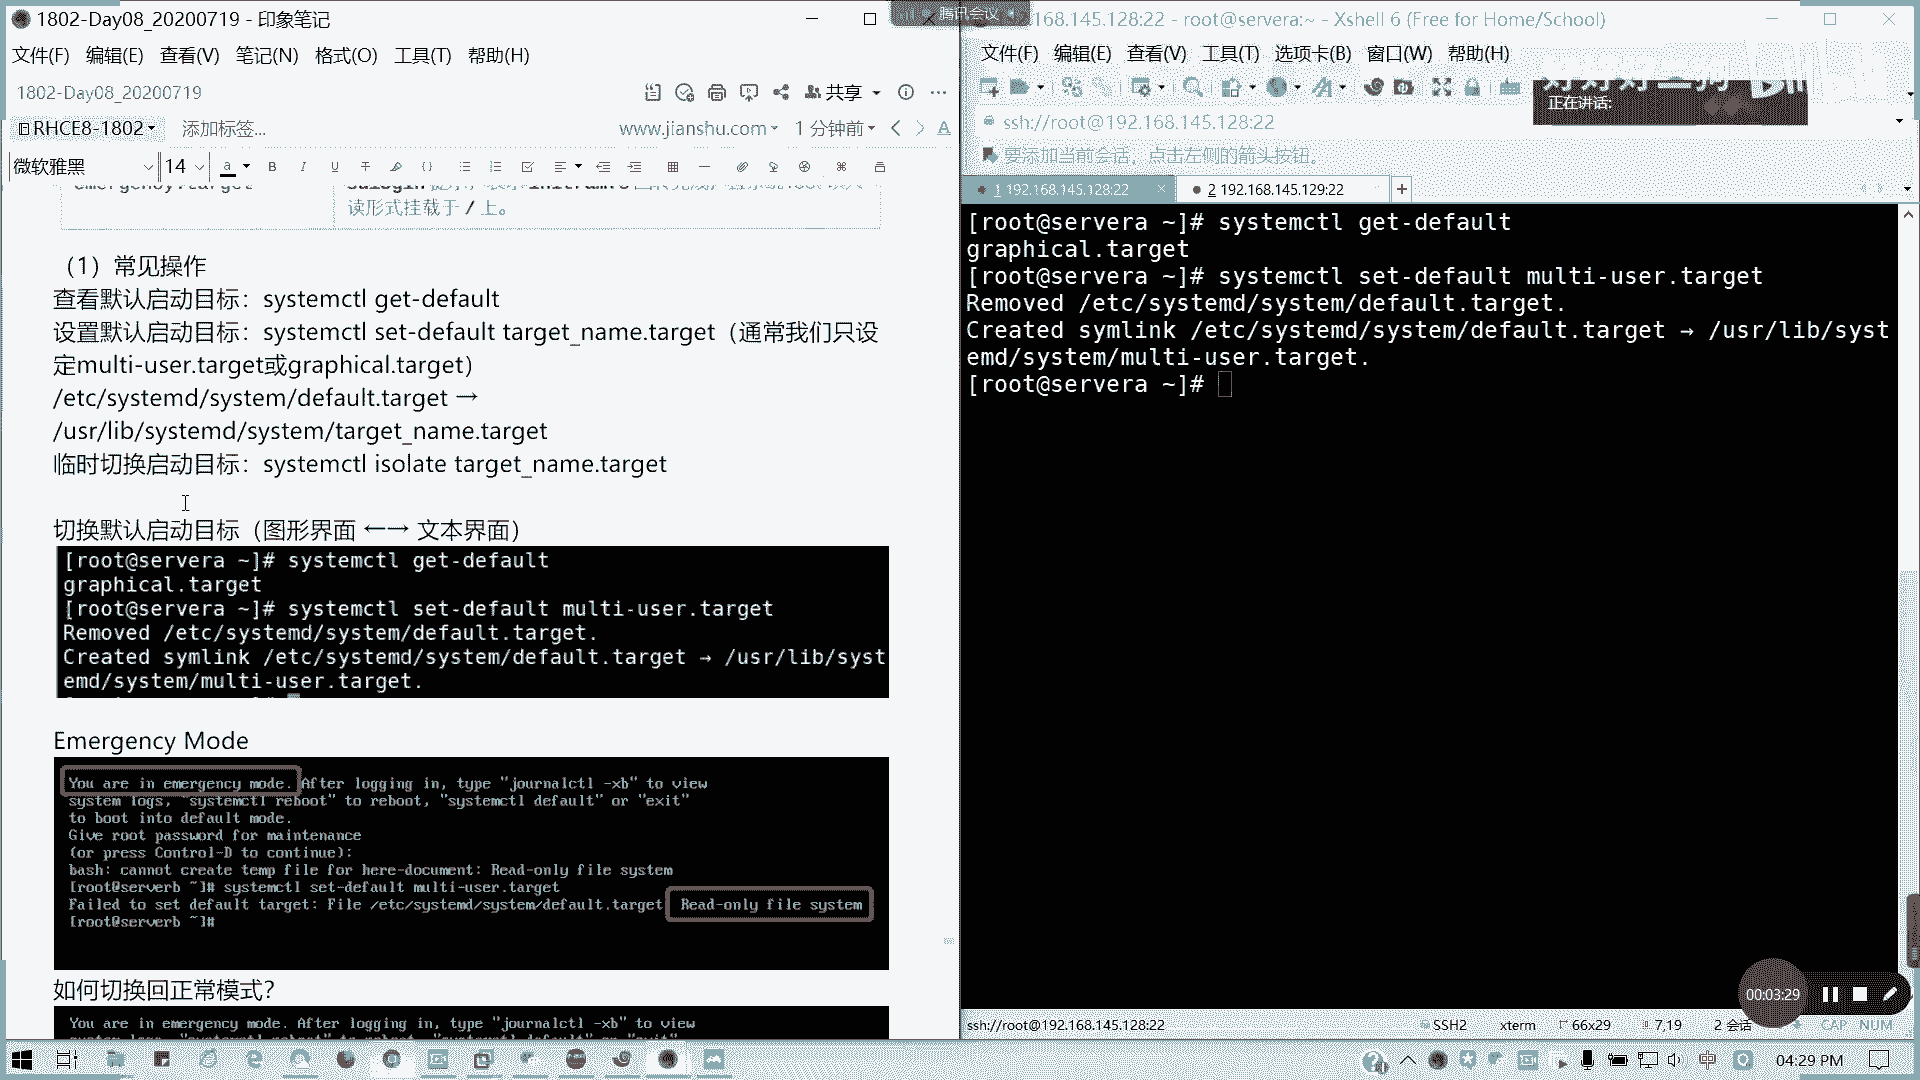 1802-Day08_20200719 - 印象笔记
文件(F) 编辑(E) 查看(V) 笔记(N) 格式(O) 工具(T) 帮助(H)
1802-Day08_20200719
共享
RHCE8-1802
添加标签...
www.jianshu.com
1 分钟前
微软雅黑
14
读形式挂载于 / 上。
（1）常见操作
查看默认启动目标：systemctl get-default
设置默认启动目标：systemctl set-default target_name.target（通常我们只设
定multi-user.target或graphical.target）
/etc/systemd/system/default.target →
/usr/lib/systemd/system/target_name.target
临时切换启动目标：systemctl isolate target_name.target
切换默认启动目标（图形界面 ←→ 文本界面）
[root@servera ~]# systemctl get-default
graphical.target
[root@servera ~]# systemctl set-default multi-user.target
Removed /etc/systemd/system/default.target.
Created symlink /etc/systemd/system/default.target → /usr/lib/syst
emd/system/multi-user.target.
Emergency Mode
You are in emergency mode. After logging in, type "journalctl -xb" to view
system logs, "systemctl reboot" to reboot, "systemctl default" or "exit"
to boot into default mode.
Give root password for maintenance
(or press Control-D to continue):
bash: cannot create temp file for here-document: Read-only file system
[root@serverb ~]# systemctl set-default multi-user.target
Failed to set default target: File /etc/systemd/system/default.target Read-only file system
[root@serverb ~]#
如何切换回正常模式？
You are in emergency mode. After logging in, type "journalctl -xb" to view
腾讯会议
168.145.128:22 - root@servera:~ - Xshell 6 (Free for Home/School)
文件(F) 编辑(E) 查看(V) 工具(T) 选项卡(B) 窗口(W) 帮助(H)
正在讲话:
ssh://root@192.168.145.128:22
要添加当前会话，点击左侧的箭头按钮。
1 192.168.145.128:22
2 192.168.145.129:22
[root@servera ~]# systemctl get-default
graphical.target
[root@servera ~]# systemctl set-default multi-user.target
Removed /etc/systemd/system/default.target.
Created symlink /etc/systemd/system/default.target → /usr/lib/syst
emd/system/multi-user.target.
[root@servera ~]#
00:03:29
ssh://root@192.168.145.128:22
SSH2
xterm
66x29
7,19
2 会话
CAP NUM
中
04:29 PM